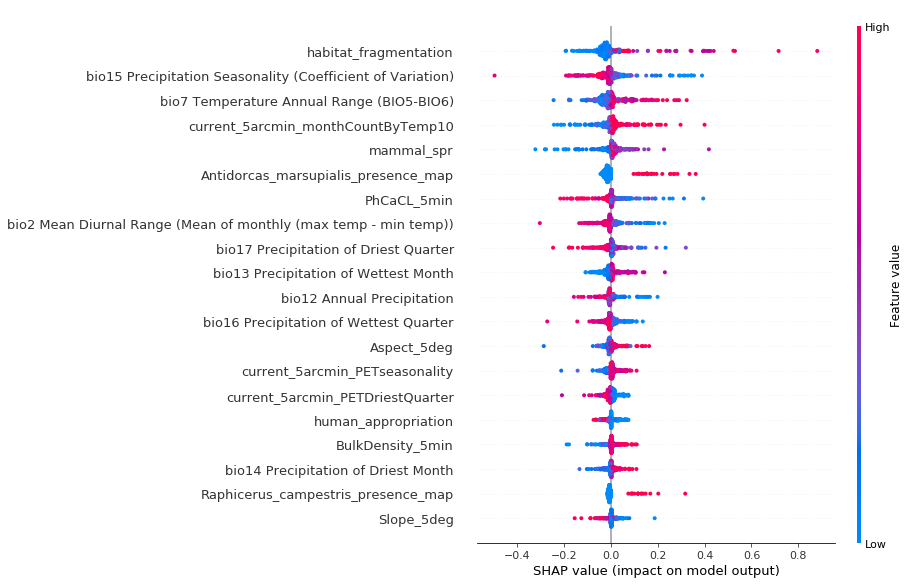 High
habitat_fragmentation
bio15 Precipitation Seasonality (Coefficient of Variation)
bio7 Temperature Annual Range (BIO5-BIO6)
current_5arcmin_monthCountByTemp10
mammal_spr
Antidorcas_marsupialis_presence_map
PhCaCL_5min
bio2 Mean Diurnal Range (Mean of monthly (max temp - min temp))
bio17 Precipitation of Driest Quarter
bio13 Precipitation of Wettest Month
bio12 Annual Precipitation
bio16 Precipitation of Wettest Quarter
Aspect_5deg
current_5arcmin_PETseasonality
current_5arcmin_PETDriestQuarter
human_appropriation
BulkDensity_5min
bio14 Precipitation of Driest Month
Raphicerus_campestris_presence_map
Slope_5deg
Feature value
Low
−0.4 −0.2 0.0 0.2 0.4 0.6 0.8
SHAP value (impact on model output)